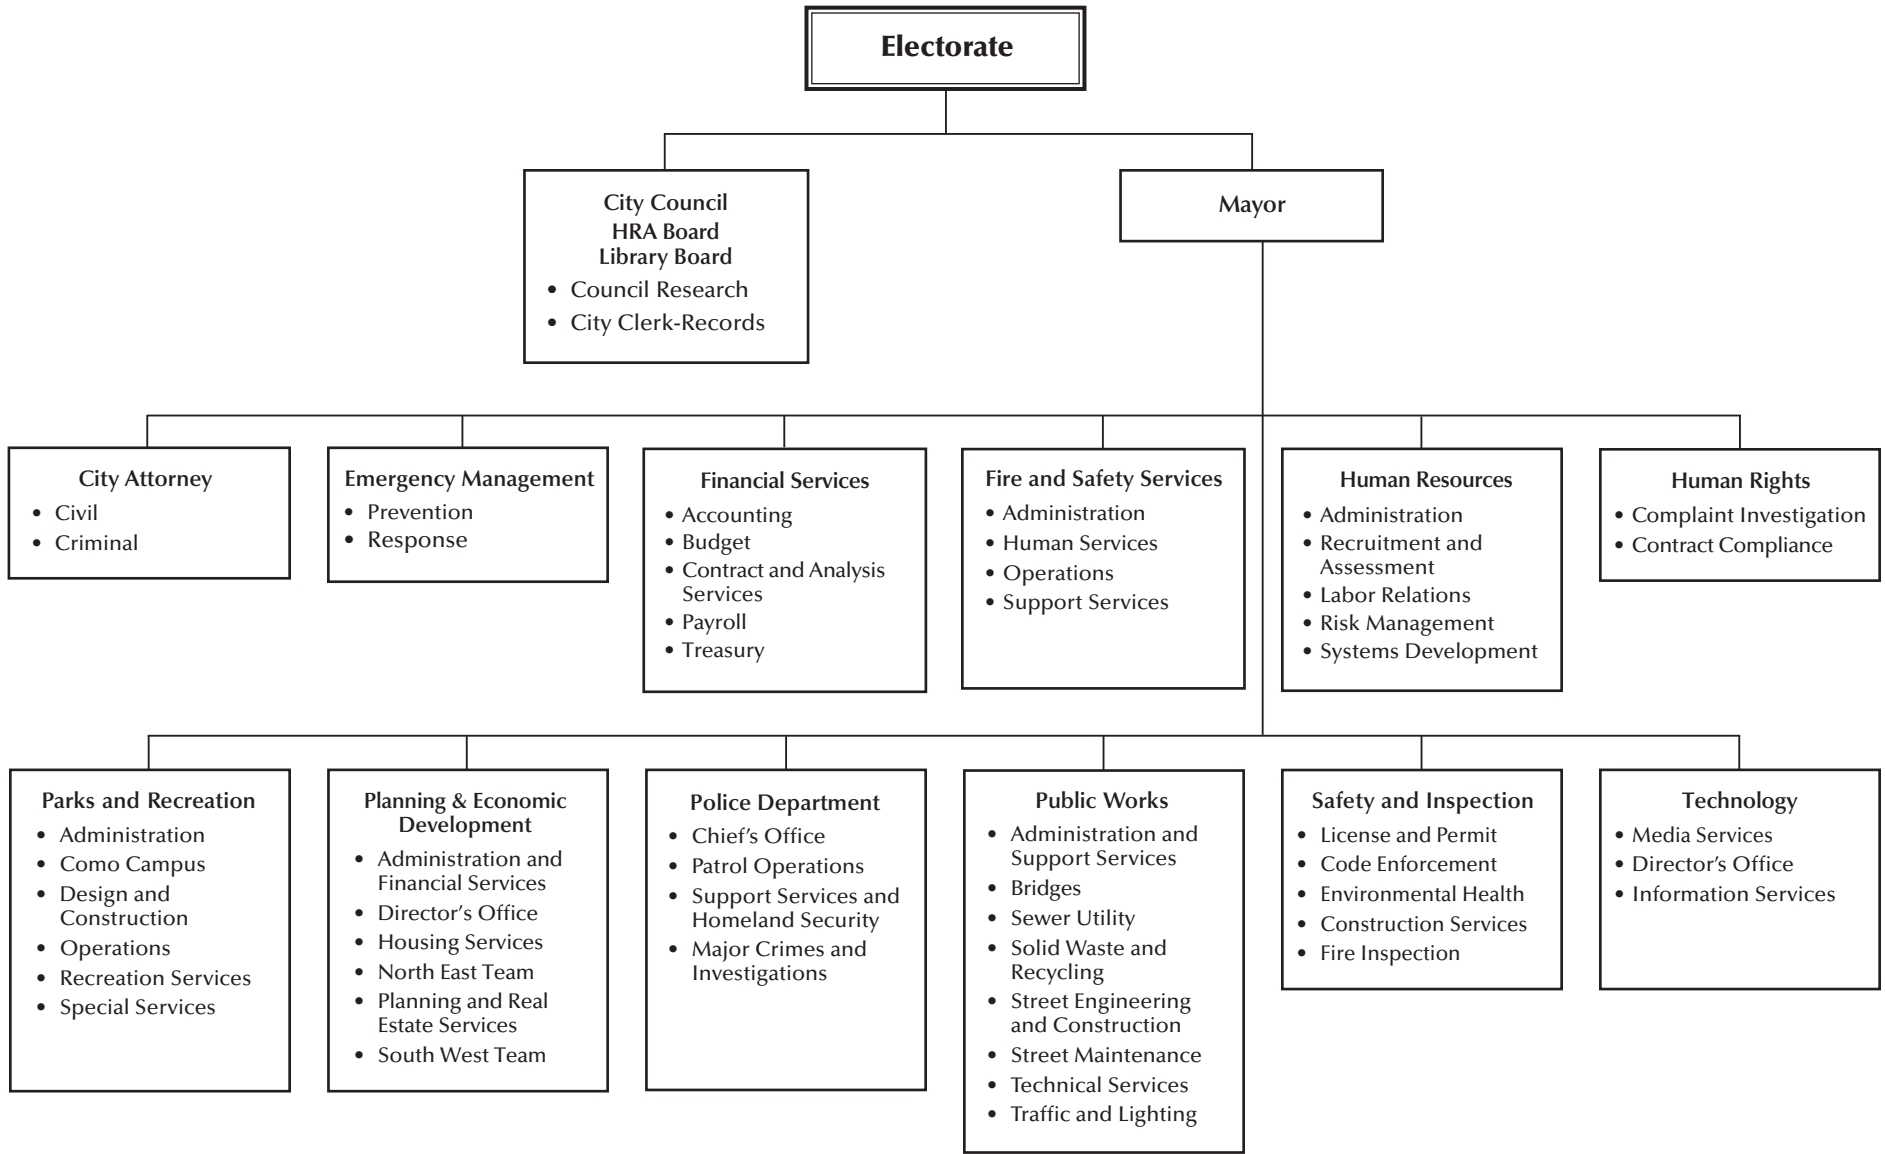 Electorate
City Council
HRA Board
Library Board
• Council Research
• City Clerk-Records
Mayor
City Attorney
• Civil
• Criminal
Emergency Management
• Prevention
• Response
Financial Services
• Accounting
• Budget
• Contract and Analysis
Services
• Payroll
• Treasury
Fire and Safety Services
• Administration
• Human Services
• Operations
• Support Services
Human Resources
• Administration
• Recruitment and
Assessment
• Labor Relations
• Risk Management
• Systems Development
Human Rights
• Complaint Investigation
• Contract Compliance
Parks and Recreation
• Administration
• Como Campus
• Design and
Construction
• Operations
• Recreation Services
• Special Services
Planning & Economic
Development
• Administration and
Financial Services
• Director's Office
• Housing Services
• North East Team
• Planning and Real
Estate Services
• South West Team
Police Department
• Chief's Office
• Patrol Operations
• Support Services and
Homeland Security
• Major Crimes and
Investigations
Public Works
• Administration and
Support Services
• Bridges
• Sewer Utility
• Solid Waste and
Recycling
• Street Engineering
and Construction
• Street Maintenance
• Technical Services
• Traffic and Lighting
Safety and Inspection
• License and Permit
• Code Enforcement
• Environmental Health
• Construction Services
• Fire Inspection
Technology
• Media Services
• Director's Office
• Information Services